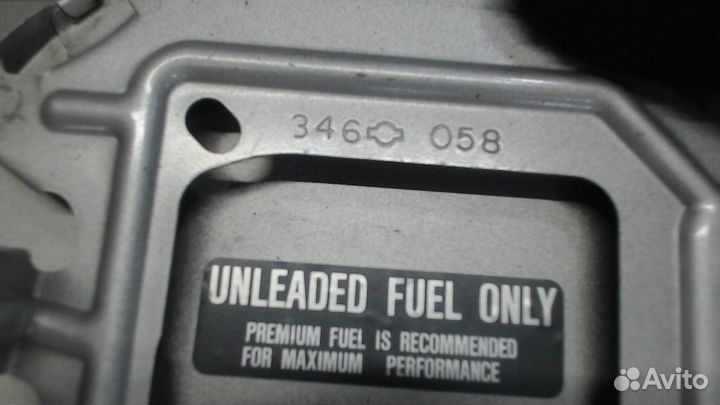 346 058
UNLEADED FUEL ONLY
PREMIUM FUEL IS RECOMMENDED
FOR MAXIMUM PERFORMANCE
Avito